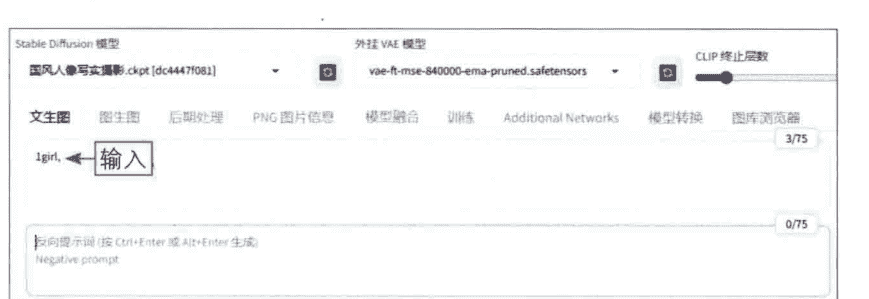 Stable Diffusion 模型
外挂 VAE 模型
CLIP 终止层数
国风人像写实摄影.ckpt [dc4447f081]
vae-ft-mse-840000-ema-pruned.safetensors
文生图 图生图 后期处理 PNG 图片信息 模型融合 训练 Additional Networks 模型转换 图库浏览器
3/75
1girl,
输入
0/75
反向提示词 (按 Ctrl+Enter 或 Alt+Enter 生成)
Negative prompt